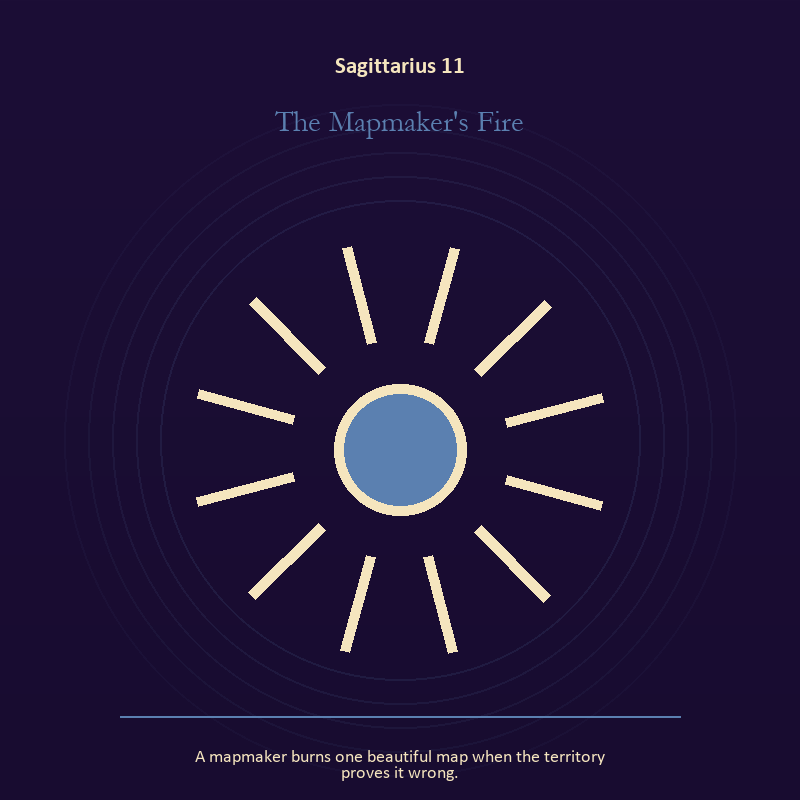 Sagittarius 11
The Mapmaker's Fire
A mapmaker burns one beautiful map when the territory
proves it wrong.